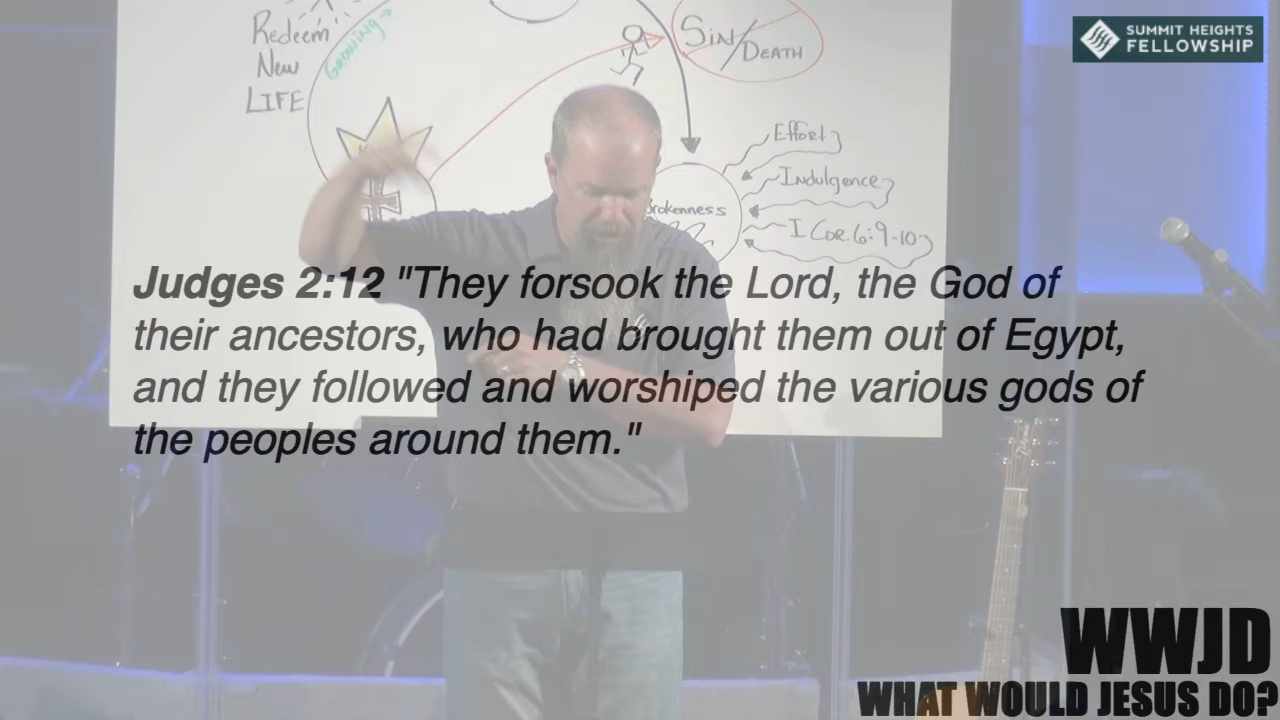 Redeem
New
LIFE
GROWING →
SIN/DEATH
Effort
Indulgence
Brokenness
I COR. 6:9-10
SUMMIT HEIGHTS
FELLOWSHIP
Judges 2:12 "They forsook the Lord, the God of
their ancestors, who had brought them out of Egypt,
and they followed and worshiped the various gods of
the peoples around them."
WWJD
WHAT WOULD JESUS DO?